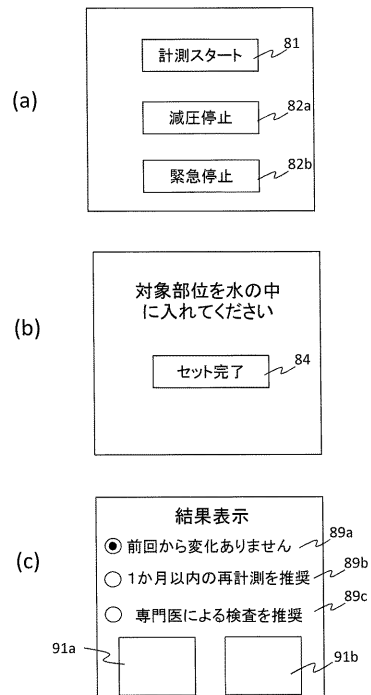 (a)
計測スタート
81
減圧停止
82a
緊急停止
82b
(b)
対象部位を水の中
に入れてください
セット完了
84
(c)
結果表示
前回から変化ありません
89a
1か月以内の再計測を推奨
89b
専門医による検査を推奨
89c
91a
91b